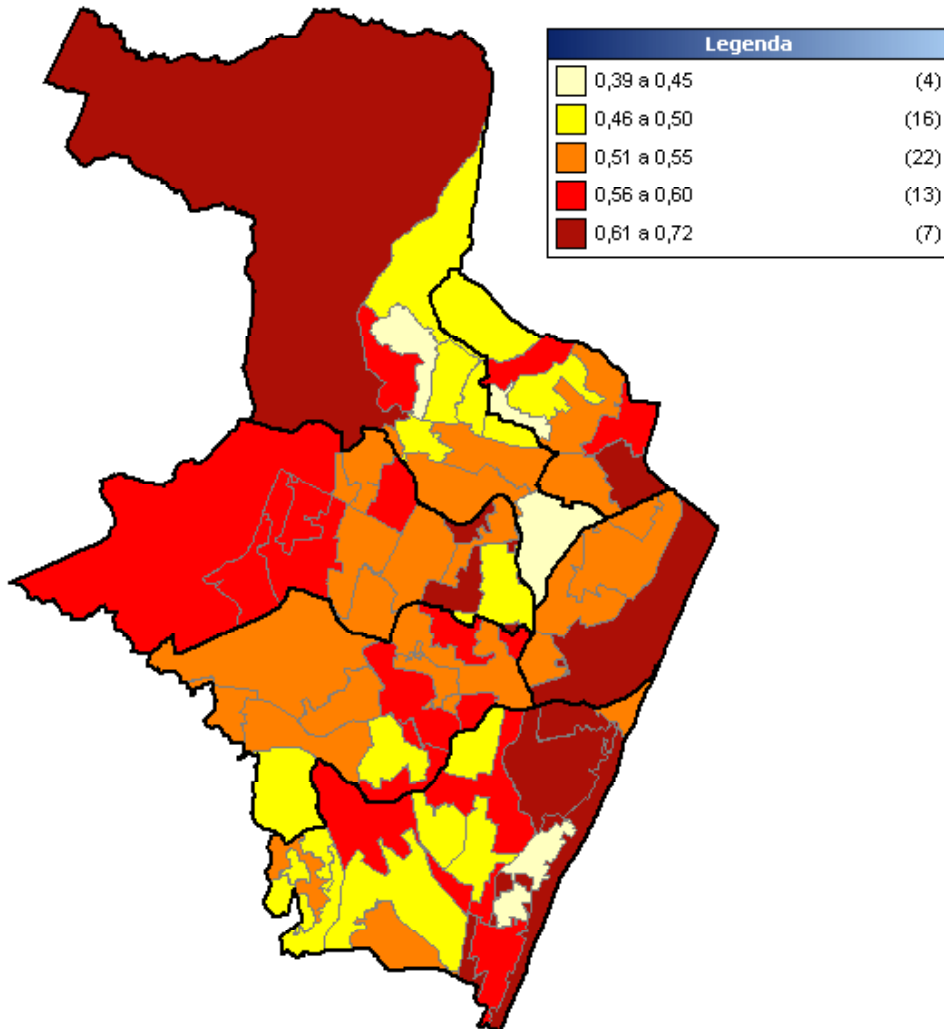 Legenda
0,39 a 0,45 (4)
0,46 a 0,50 (16)
0,51 a 0,55 (22)
0,56 a 0,60 (13)
0,61 a 0,72 (7)